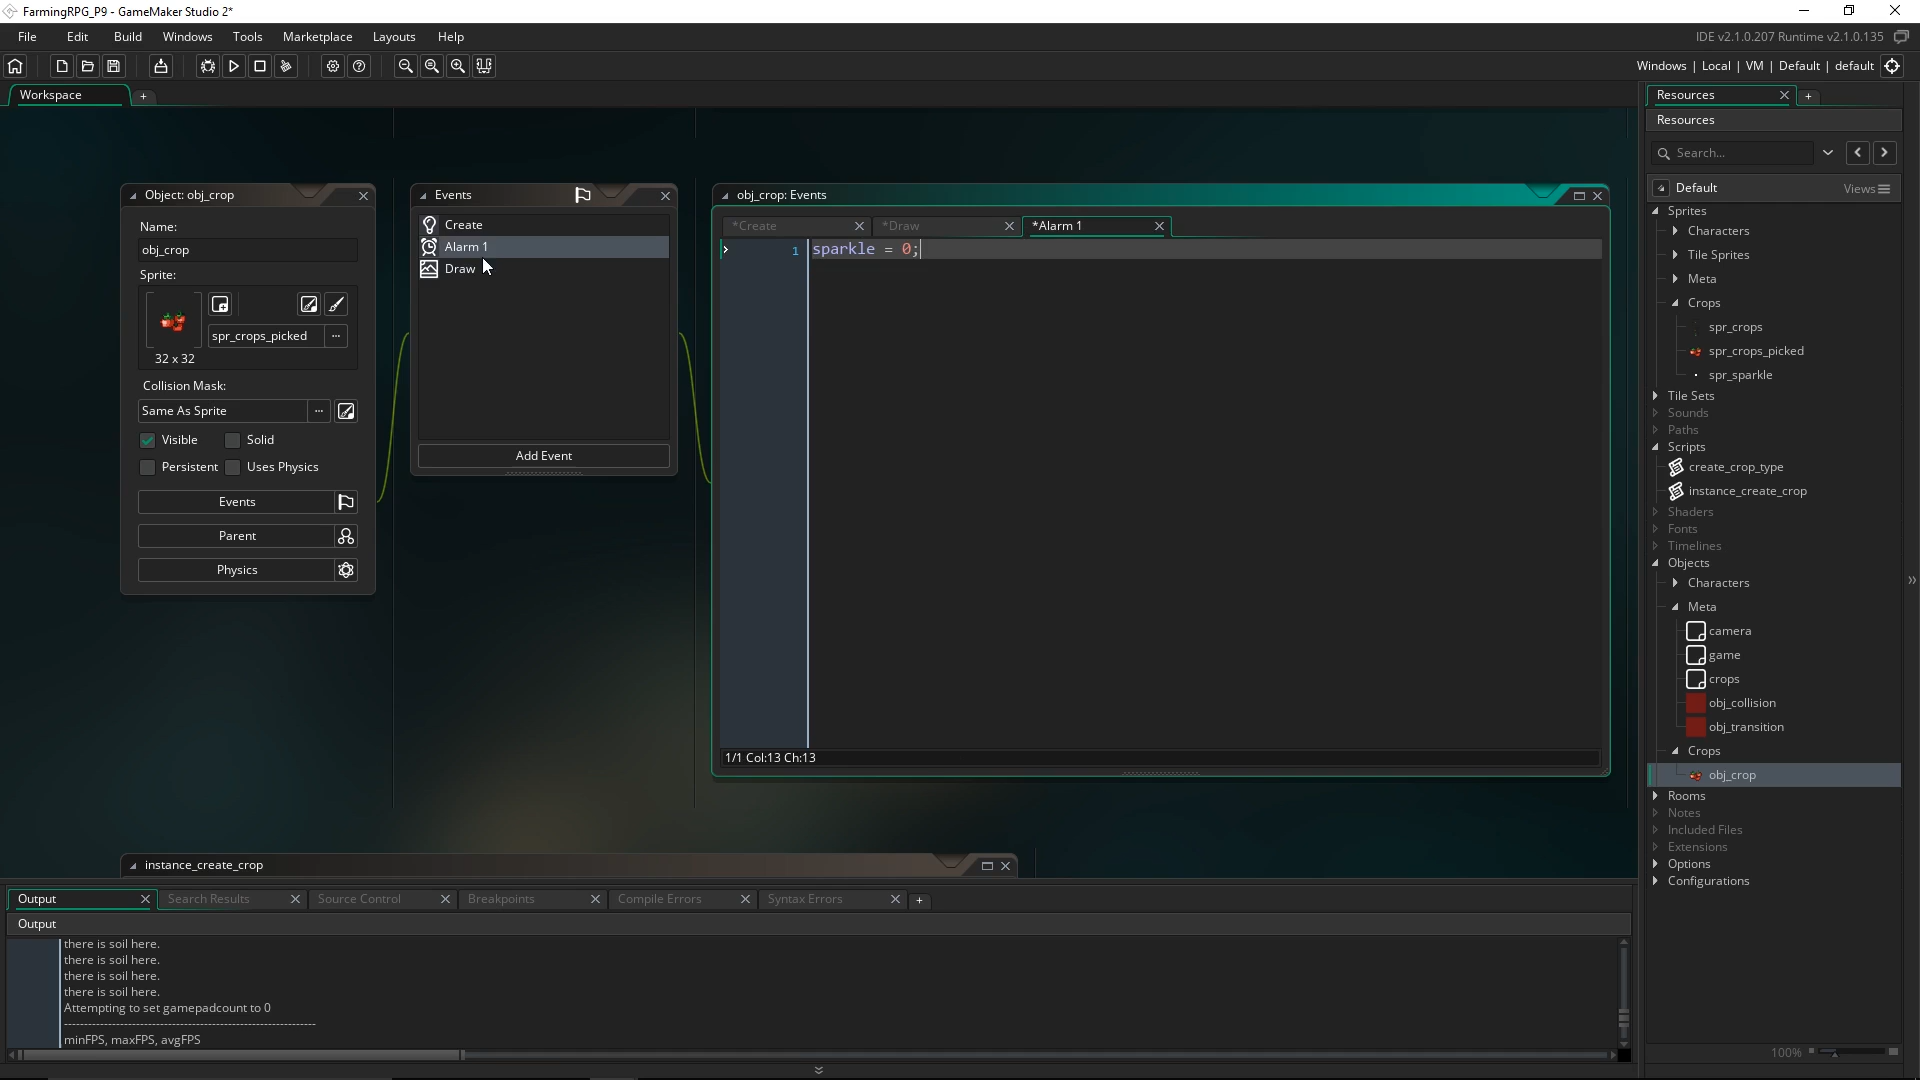 FarmingRPG_P9 - GameMaker Studio 2*
File Edit Build Windows Tools Marketplace Layouts Help
IDE v2.1.0.207 Runtime v2.1.0.135
Windows | Local | VM | Default | default
Workspace
Resources
Resources
Search...
Default
Views
Sprites
Characters
Tile Sprites
Meta
Crops
spr_crops
spr_crops_picked
spr_sparkle
Tile Sets
Sounds
Paths
Scripts
create_crop_type
instance_create_crop
Shaders
Fonts
Timelines
Objects
Characters
Meta
camera
game
crops
obj_collision
obj_transition
Crops
obj_crop
Rooms
Notes
Included Files
Extensions
Options
Configurations
100%
Object: obj_crop
Name:
obj_crop
Sprite:
spr_crops_picked
...
32 x 32
Collision Mask:
Same As Sprite
...
Visible
Solid
Persistent
Uses Physics
Events
Parent
Physics
Events
Create
Alarm 1
Draw
Add Event
obj_crop: Events
*Create
*Draw
*Alarm 1
1 sparkle = 0;
1/1 Col:13 Ch:13
instance_create_crop
Output
Search Results
Source Control
Breakpoints
Compile Errors
Syntax Errors
Output
there is soil here.
there is soil here.
there is soil here.
there is soil here.
Attempting to set gamepadcount to 0
----------------------------------------------------------------
minFPS, maxFPS, avgFPS